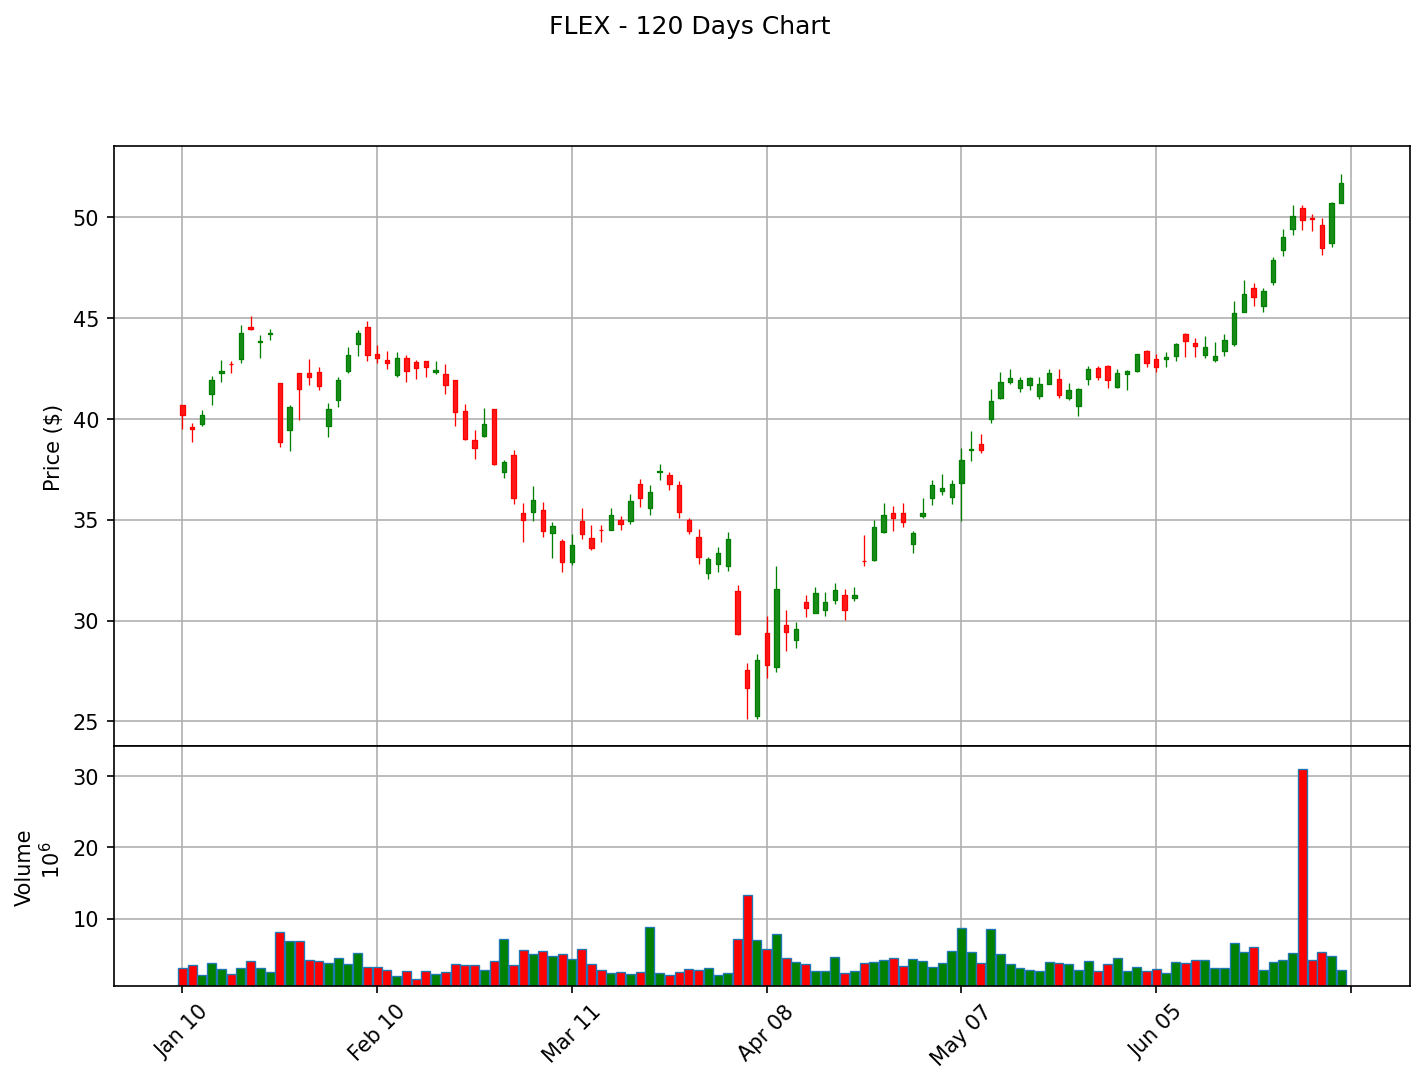 FLEX - 120 Days Chart
Price ($)
50
45
40
35
30
25
Volume
10⁶
30
20
10
Jan 10
Feb 10
Mar 11
Apr 08
May 07
Jun 05